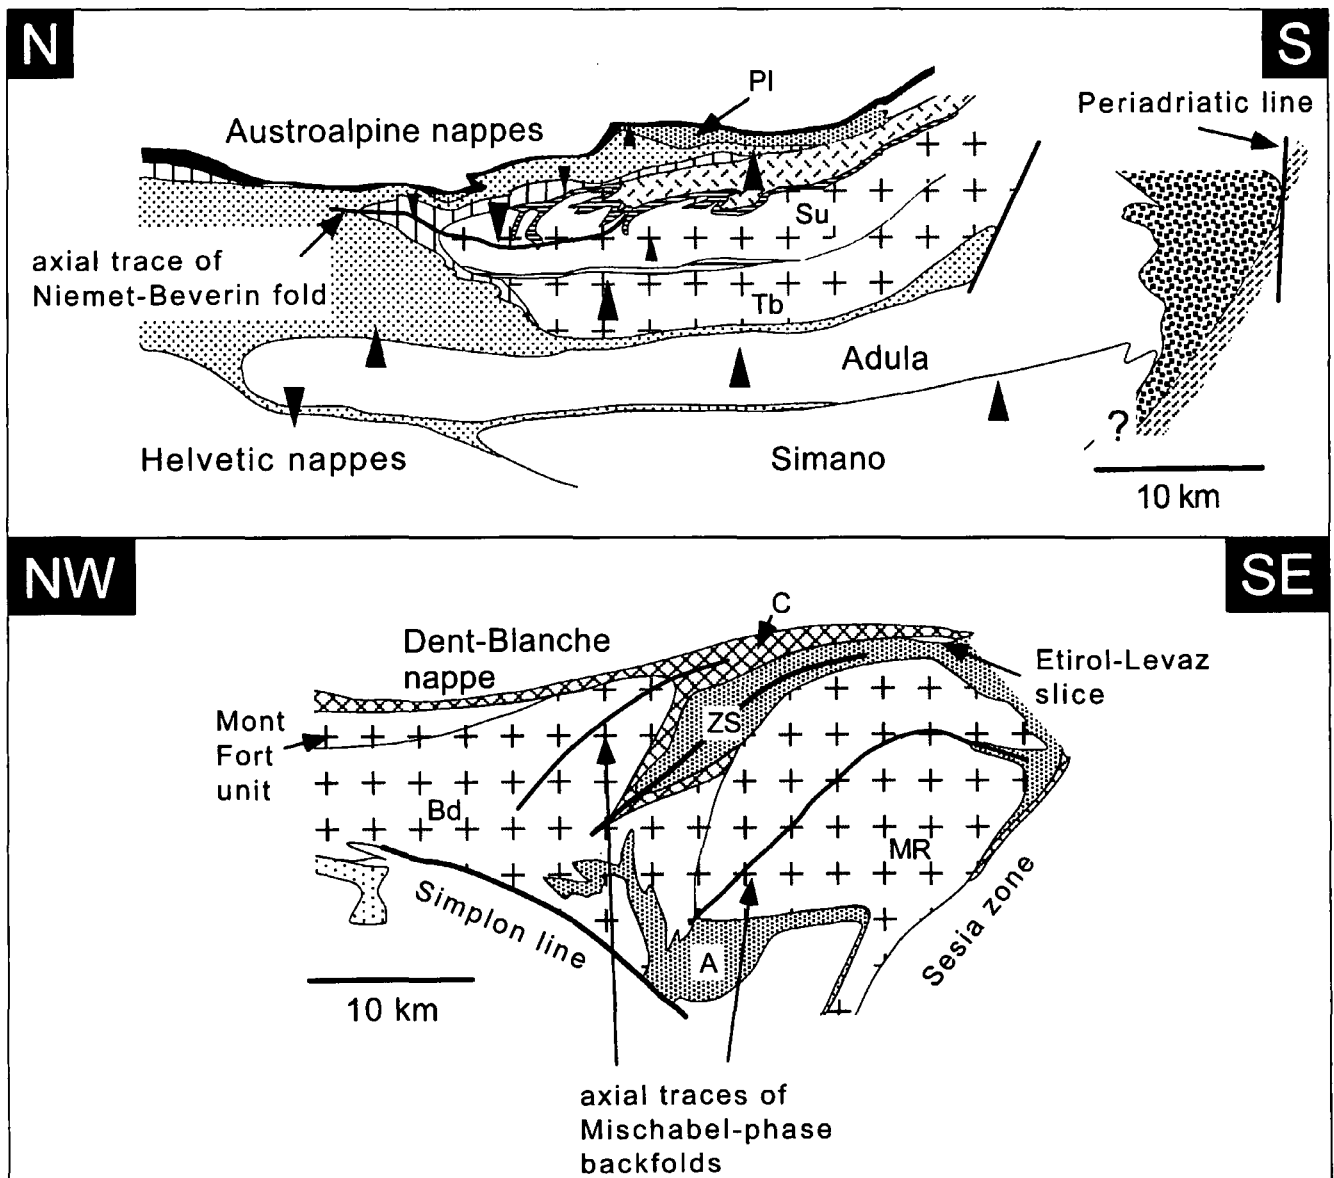 N
S
Pl
Periadriatic line
Austroalpine nappes
Su
axial trace of
Niemet-Beverin fold
Tb
Adula
?
Helvetic nappes
Simano
10 km
NW
SE
C
Dent-Blanche
nappe
Etirol-Levaz
slice
Mont
Fort
unit
ZS
Bd
MR
Simplon line
A
Sesia zone
10 km
axial traces of
Mischabel-phase
backfolds